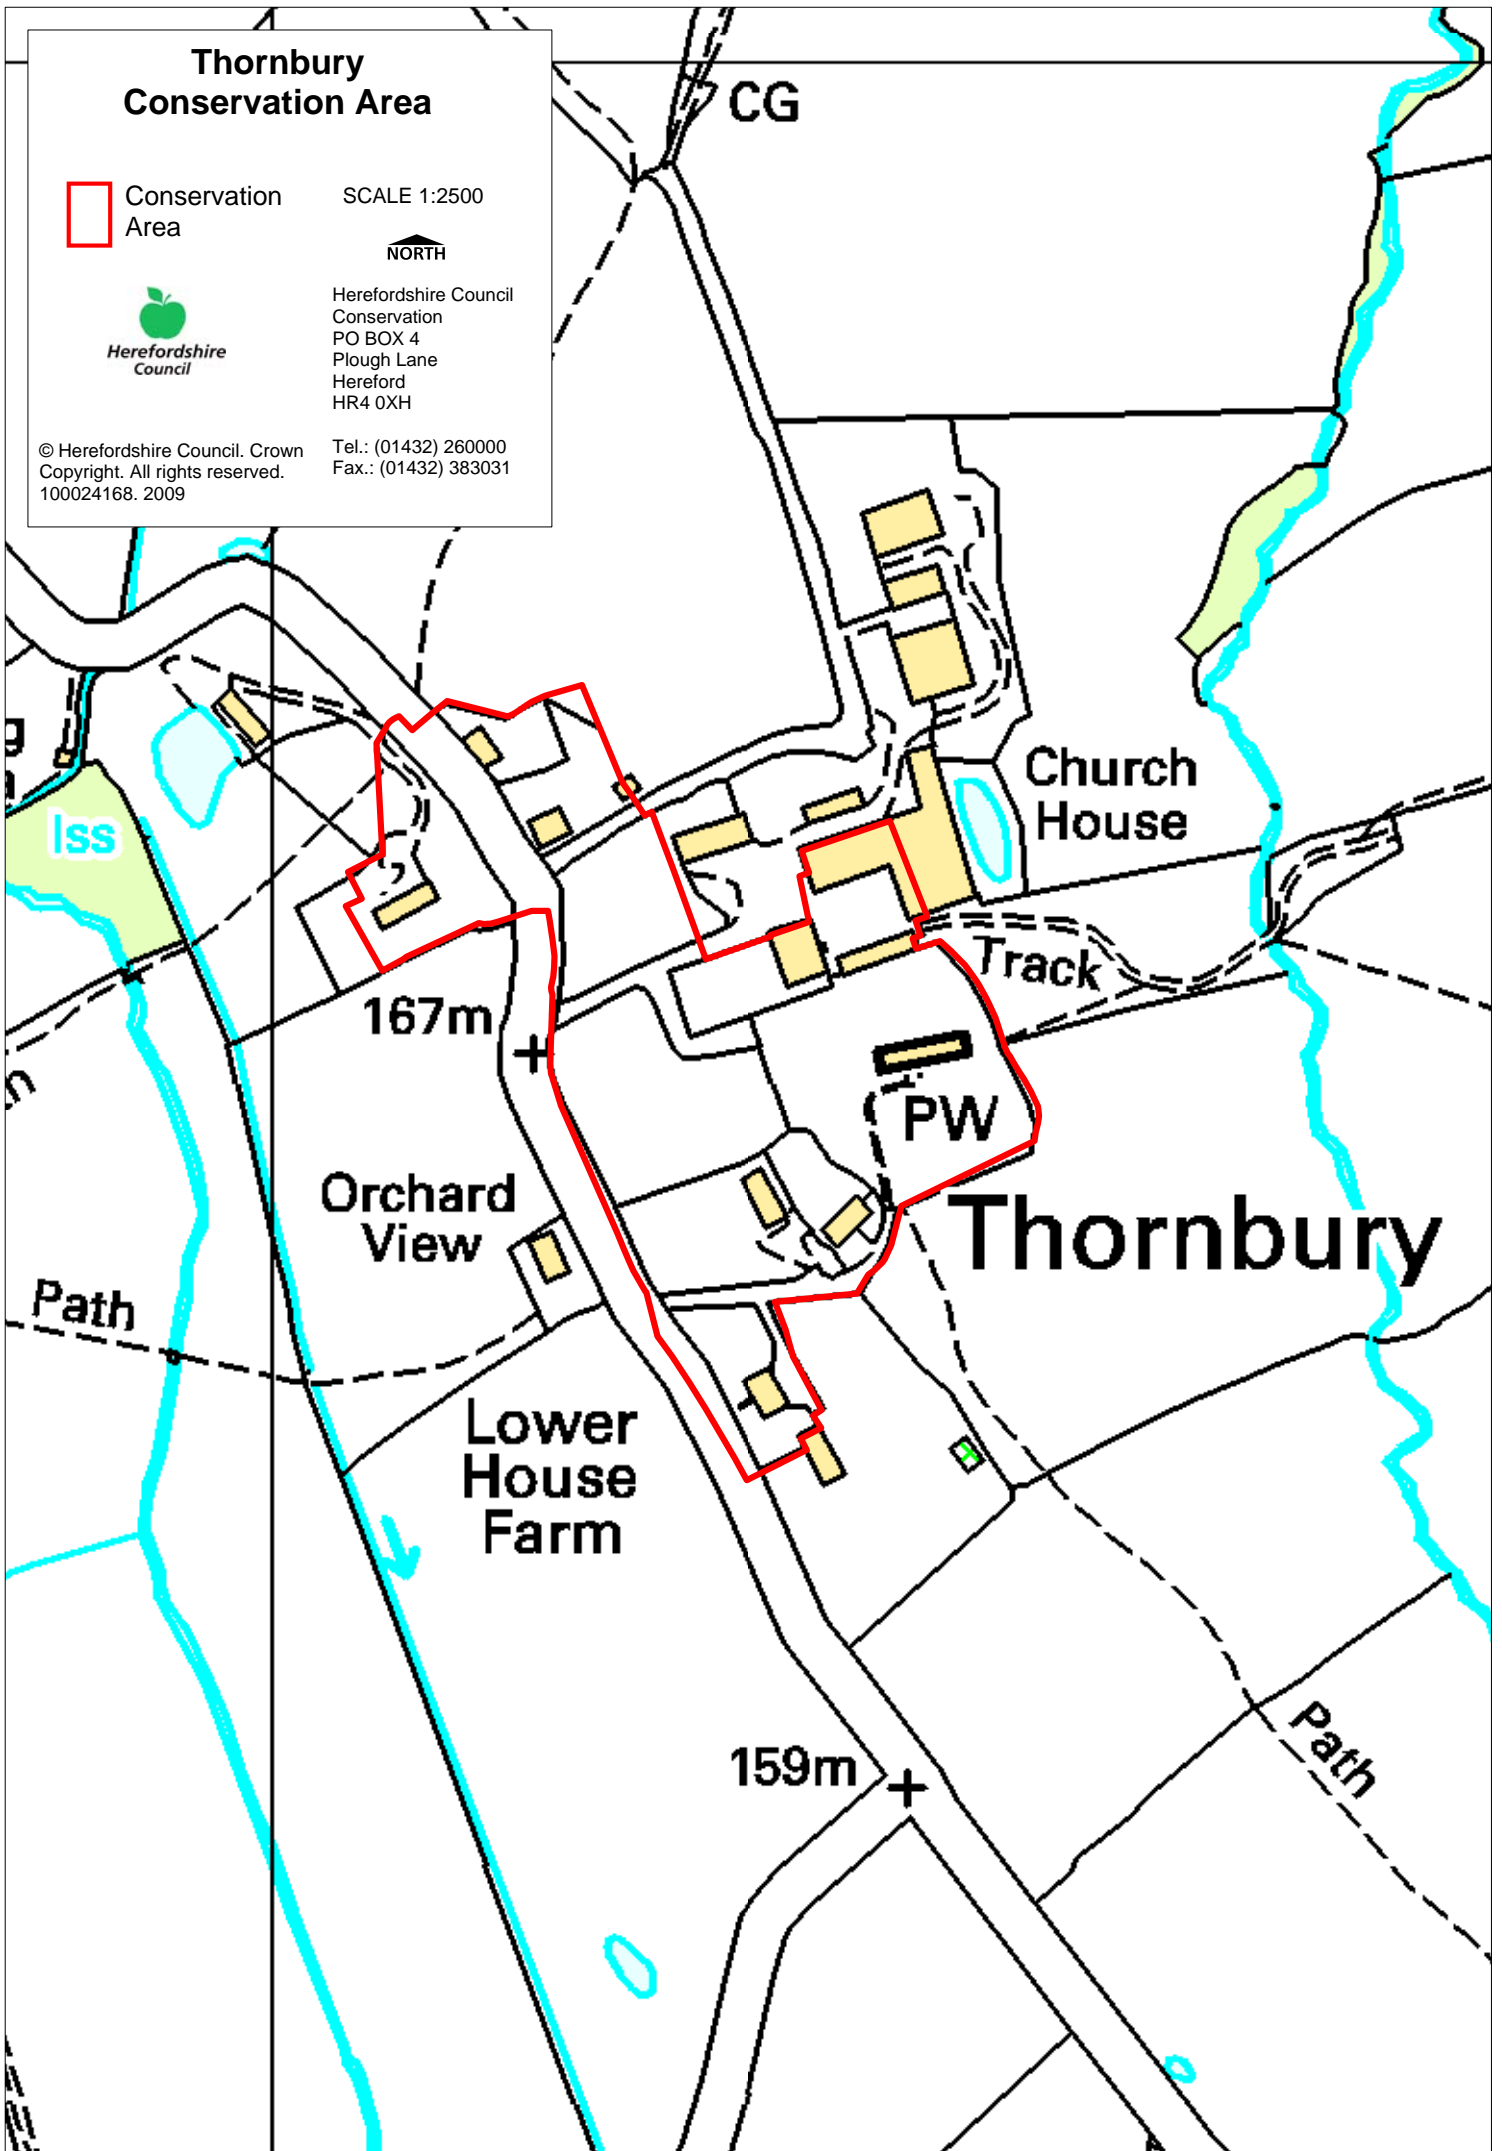 Thornbury
Conservation Area
Conservation
Area
SCALE 1:2500
NORTH
Herefordshire
Council
Herefordshire Council
Conservation
PO BOX 4
Plough Lane
Hereford
HR4 0XH
Tel.: (01432) 260000
Fax.: (01432) 383031
© Herefordshire Council. Crown
Copyright. All rights reserved.
100024168. 2009
CG
Church
House
Iss
Track
167m
PW
Orchard
View
Thornbury
Path
Lower
House
Farm
159m
Path